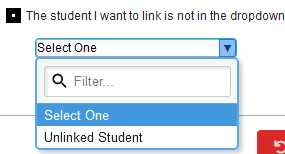 The student I want to link is not in the dropdown
Select One
Filter...
Select One
Unlinked Student